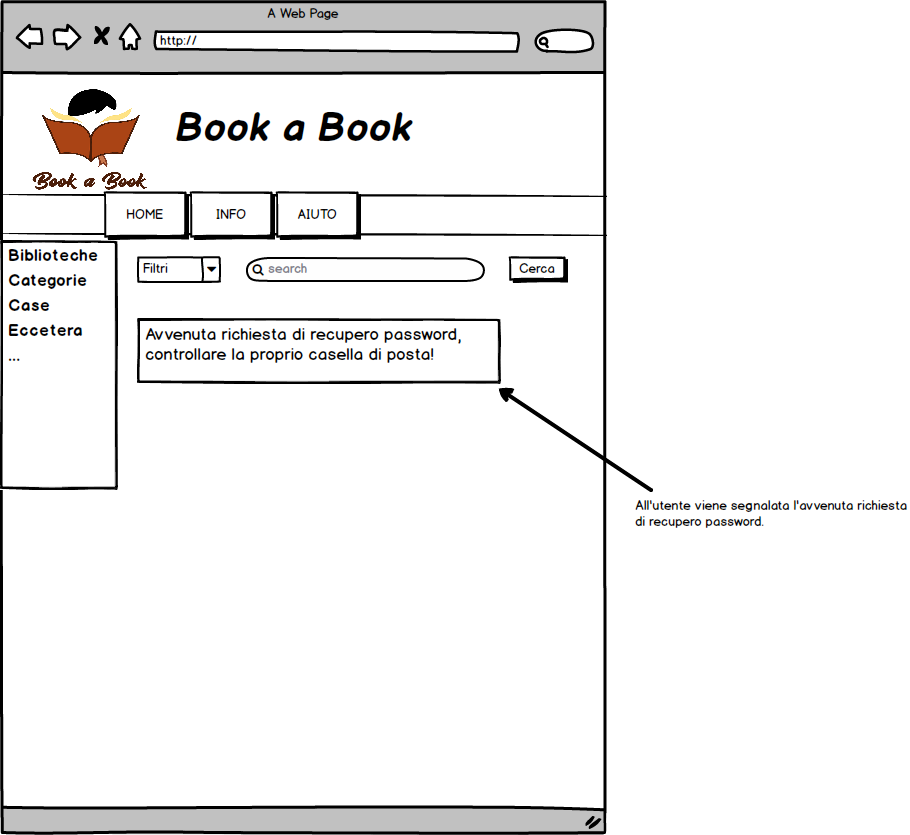 A Web Page
http://
Book a Book
Book a Book
HOME INFO AIUTO
Biblioteche
Categorie
Case
Eccetera
...
Filtri search Cerca
Avvenuta richiesta di recupero password,
controllare la proprio casella di posta!
All'utente viene segnalata l'avvenuta richiesta
di recupero password.